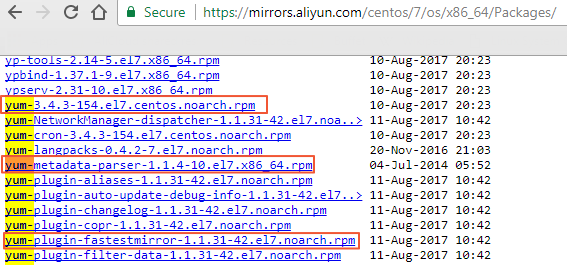 Secure https://mirrors.aliyun.com/centos/7/os/x86_64/Packages/
yp-tools-2.14-5.el7.x86_64.rpm 10-Aug-2017 20:23
ypbind-1.37.1-9.el7.x86_64.rpm 10-Aug-2017 20:23
ypserv-2.31-10.el7.x86_64.rpm 10-Aug-2017 20:23
yum-3.4.3-154.el7.centos.noarch.rpm 10-Aug-2017 20:23
yum-NetworkManager-dispatcher-1.1.31-42.el7.noa..> 11-Aug-2017 10:42
yum-cron-3.4.3-154.el7.centos.noarch.rpm 10-Aug-2017 20:23
yum-langpacks-0.4.2-7.el7.noarch.rpm 20-Nov-2016 21:03
yum-metadata-parser-1.1.4-10.el7.x86_64.rpm 04-Jul-2014 05:52
yum-plugin-aliases-1.1.31-42.el7.noarch.rpm 11-Aug-2017 10:42
yum-plugin-auto-update-debug-info-1.1.31-42.el7..> 11-Aug-2017 10:42
yum-plugin-changelog-1.1.31-42.el7.noarch.rpm 11-Aug-2017 10:42
yum-plugin-copr-1.1.31-42.el7.noarch.rpm 11-Aug-2017 10:42
yum-plugin-fastestmirror-1.1.31-42.el7.noarch.rpm 11-Aug-2017 10:42
yum-plugin-filter-data-1.1.31-42.el7.noarch.rpm 11-Aug-2017 10:42